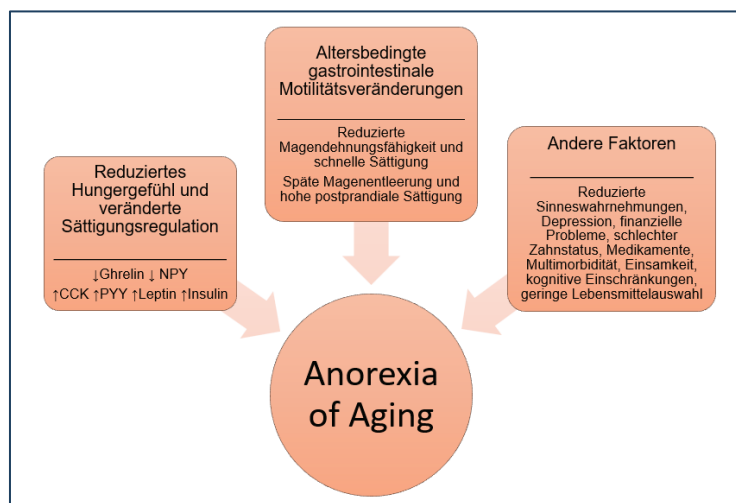 Reduziertes
Hungergefühl und
veränderte
Sättigungsregulation
↓Ghrelin ↓ NPY
↑CCK ↑PYY ↑Leptin ↑Insulin
Altersbedingte
gastrointestinale
Motilitätsveränderungen
Reduzierte
Magendehnungsfähigkeit und
schnelle Sättigung
Späte Magenentleerung und
hohe postprandiale Sättigung
Andere Faktoren
Reduzierte
Sinneswahrnehmungen,
Depression, finanzielle
Probleme, schlechter
Zahnstatus, Medikamente,
Multimorbidität, Einsamkeit,
kognitive Einschränkungen,
geringe Lebensmittelauswahl
Anorexia
of Aging